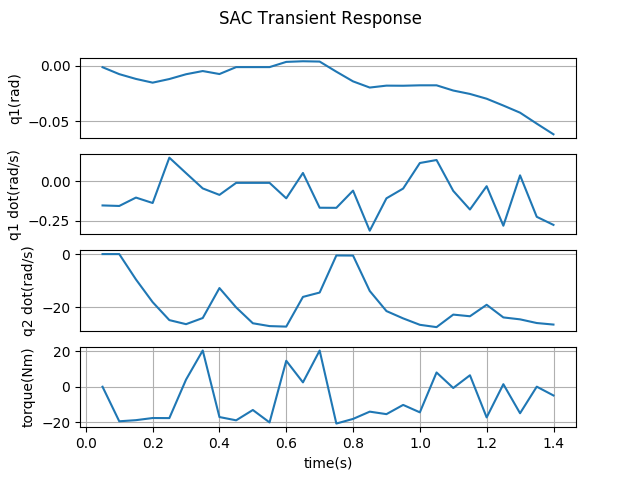 SAC Transient Response
q1(rad)
0.00
−0.05
q1 dot(rad/s)
0.00
−0.25
q2 dot(rad/s)
0
−20
torque(Nm)
20
0
−20
0.0 0.2 0.4 0.6 0.8 1.0 1.2 1.4
time(s)